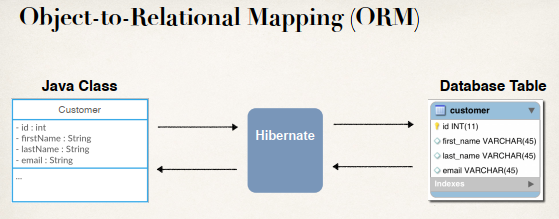 Object-to-Relational Mapping (ORM)
Java Class
Customer
- id : int
- firstName : String
- lastName : String
- email : String
...
Hibernate
Database Table
customer
id INT(11)
first_name VARCHAR(45)
last_name VARCHAR(45)
email VARCHAR(45)
Indexes